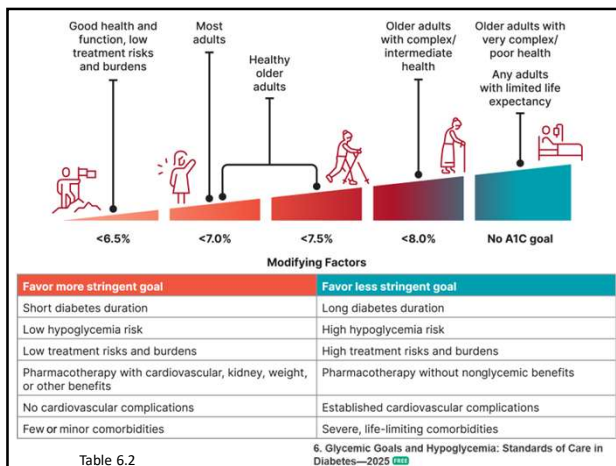 Good health and
function, low
treatment risks
and burdens
Most
adults
Healthy
older
adults
Older adults
with complex/
intermediate
health
Older adults with
very complex/
poor health
Any adults
with limited life
expectancy
<6.5%
<7.0%
<7.5%
<8.0%
No A1C goal
Modifying Factors
Favor more stringent goal
Favor less stringent goal
Short diabetes duration
Long diabetes duration
Low hypoglycemia risk
High hypoglycemia risk
Low treatment risks and burdens
High treatment risks and burdens
Pharmacotherapy with cardiovascular, kidney, weight,
or other benefits
Pharmacotherapy without nonglycemic benefits
No cardiovascular complications
Established cardiovascular complications
Few or minor comorbidities
Severe, life-limiting comorbidities
Table 6.2
6. Glycemic Goals and Hypoglycemia: Standards of Care in
Diabetes—2025 FREE